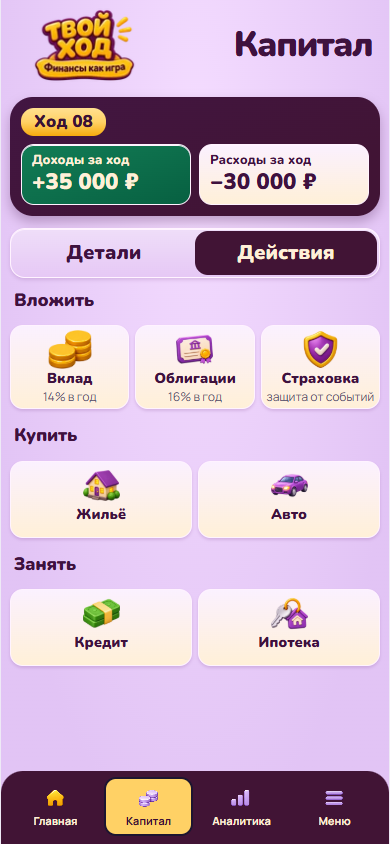 ТВОЙ
ХОД
Финансы как игра
Капитал
Ход 08
Доходы за ход
+35 000 ₽
Расходы за ход
−30 000 ₽
Детали
Действия
Вложить
Вклад
14% в год
Облигации
16% в год
Страховка
защита от событий
Купить
Жильё
Авто
Занять
Кредит
Ипотека
Главная
Капитал
Аналитика
Меню